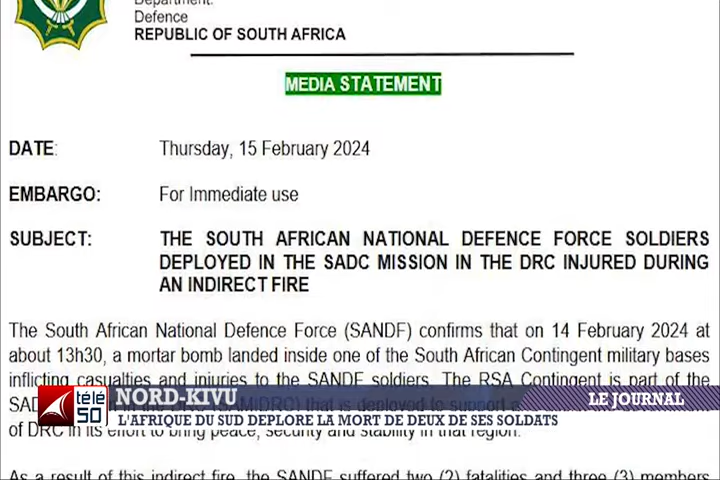 Department:
Defence
REPUBLIC OF SOUTH AFRICA
MEDIA STATEMENT
DATE: Thursday, 15 February 2024
EMBARGO: For Immediate use
SUBJECT: THE SOUTH AFRICAN NATIONAL DEFENCE FORCE SOLDIERS
DEPLOYED IN THE SADC MISSION IN THE DRC INJURED DURING
AN INDIRECT FIRE
The South African National Defence Force (SANDF) confirms that on 14 February 2024 at
about 13h30, a mortar bomb landed inside one of the South African Contingent military bases
inflicting casualties and injuries to the SANDF soldiers. The RSA Contingent is part of the
of DRC in its effort to bring peace, security and stability in that region.
As a result of this indirect fire, the SANDF suffered two (2) fatalities and three (3) members
télé
50
NORD-KIVU
LE JOURNAL
L'AFRIQUE DU SUD DEPLORE LA MORT DE DEUX DE SES SOLDATS